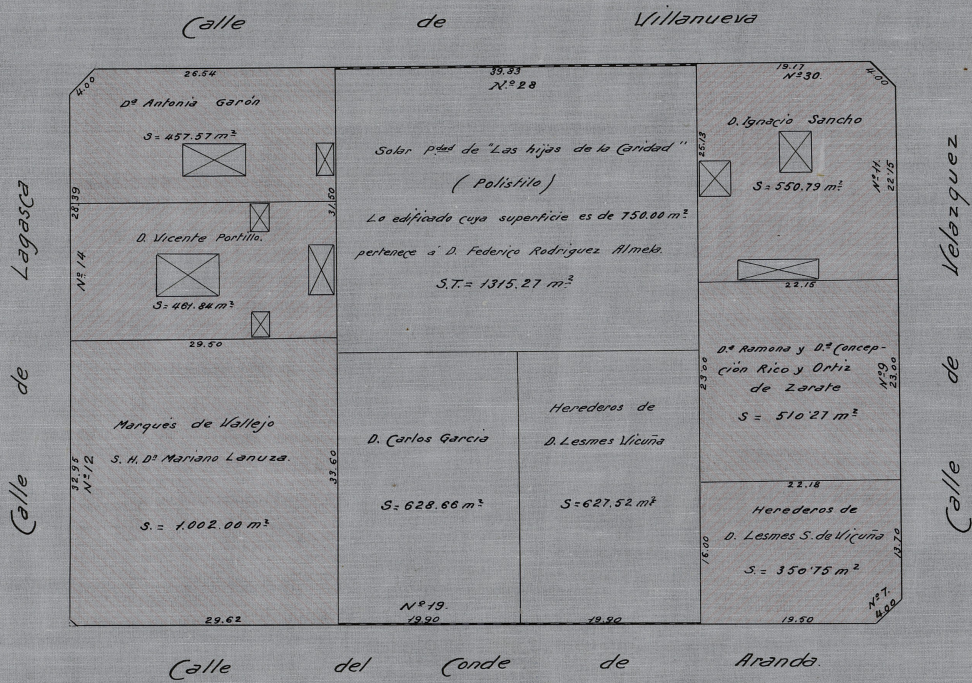 Calle de Villanueva
4.00
26.54
Dª Antonia Garón
S=457.57 m²
28,39
31,50
D. Vicente Portillo.
Nº 14
S=461.84 m²
29.50
Marqués de Vallejo
S. H. Dª Mariano Lanuza.
32.95
Nº 12
33.60
S. = 1.002.00 m²
29.62
39.83
Nº 28
Solar Pdad de "Las hijas de la Caridad"
(Polistilo)
Lo edificado cuya superficie es de 750.00 m²
pertenece á D. Federico Rodriguez Almela.
S.T. = 1315.27 m²
D. Carlos Garcia
S=628.66 m²
Nº 19.
19.90
Herederos de
D. Lesmes Vicuña
S=627.52 m²
19.90
19.17
Nº 30.
4.00
D. Ignacio Sancho
25.13
S=550.79 m²
Nº 11.
22'15
22.15
Dª Ramona y Dª Concep-
ción Rico y Ortiz
de Zarate
S = 510'27 m²
23'00
Nº 9
23.00
22.18
Herederos de
D. Lesmes S. de Vicuña
S. = 350'75 m²
16.00
13.70
Nº 7.
4.00
19.50
Calle de Lagasca
Calle de Velazquez
Calle del Conde de Aranda.